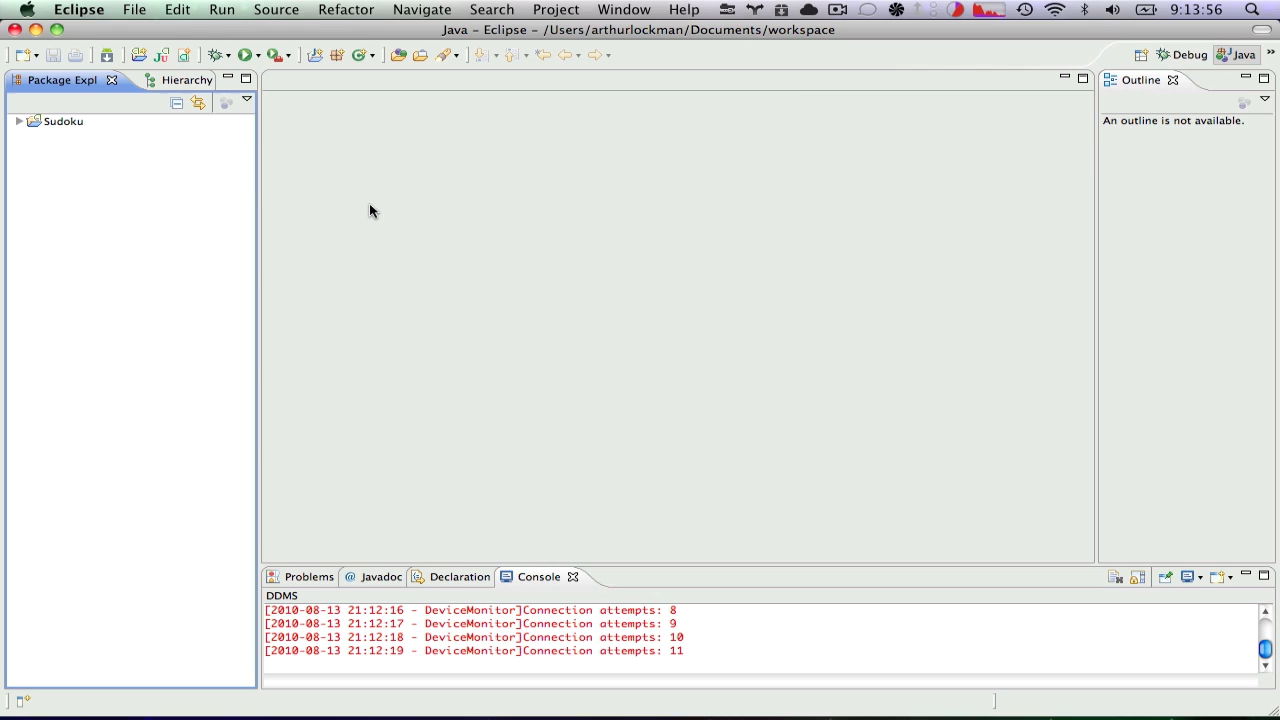 Eclipse File Edit Run Source Refactor Navigate Search Project Window Help 9:13:56
Java – Eclipse – /Users/arthurlockman/Documents/workspace
Debug Java
Package Expl Hierarchy
Outline
Sudoku
An outline is not available.
Problems Javadoc Declaration Console
DDMS
[2010-08-13 21:12:16 - DeviceMonitor]Connection attempts: 8
[2010-08-13 21:12:17 - DeviceMonitor]Connection attempts: 9
[2010-08-13 21:12:18 - DeviceMonitor]Connection attempts: 10
[2010-08-13 21:12:19 - DeviceMonitor]Connection attempts: 11